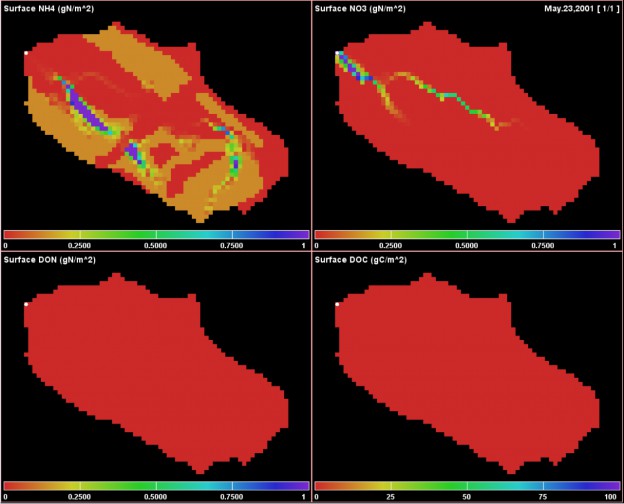 Surface NH4 (gN/m^2)
Surface NO3 (gN/m^2) May.23,2001 [ 1/1 ]
0 0.2500 0.5000 0.7500 1
0 0.2500 0.5000 0.7500 1
Surface DON (gN/m^2)
Surface DOC (gC/m^2)
0 0.2500 0.5000 0.7500 1
0 25 50 75 100